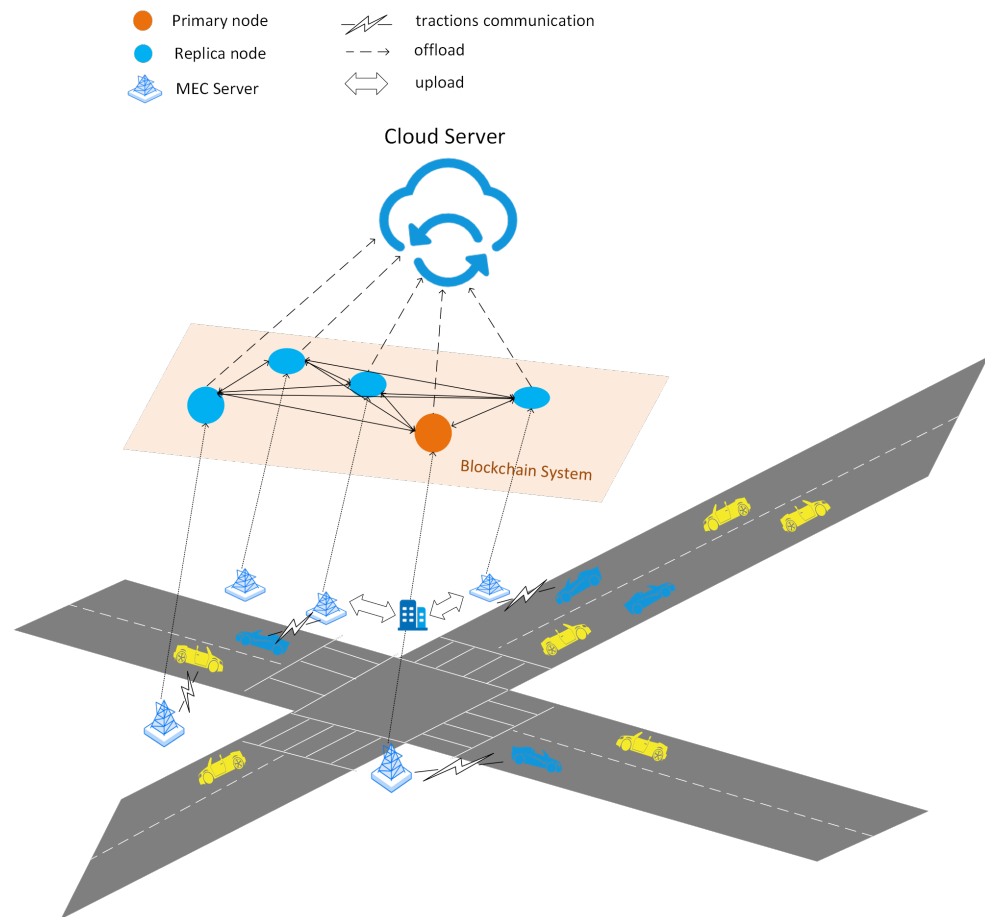 Primary node
tractions communication
Replica node
offload
MEC Server
upload
Cloud Server
Blockchain System